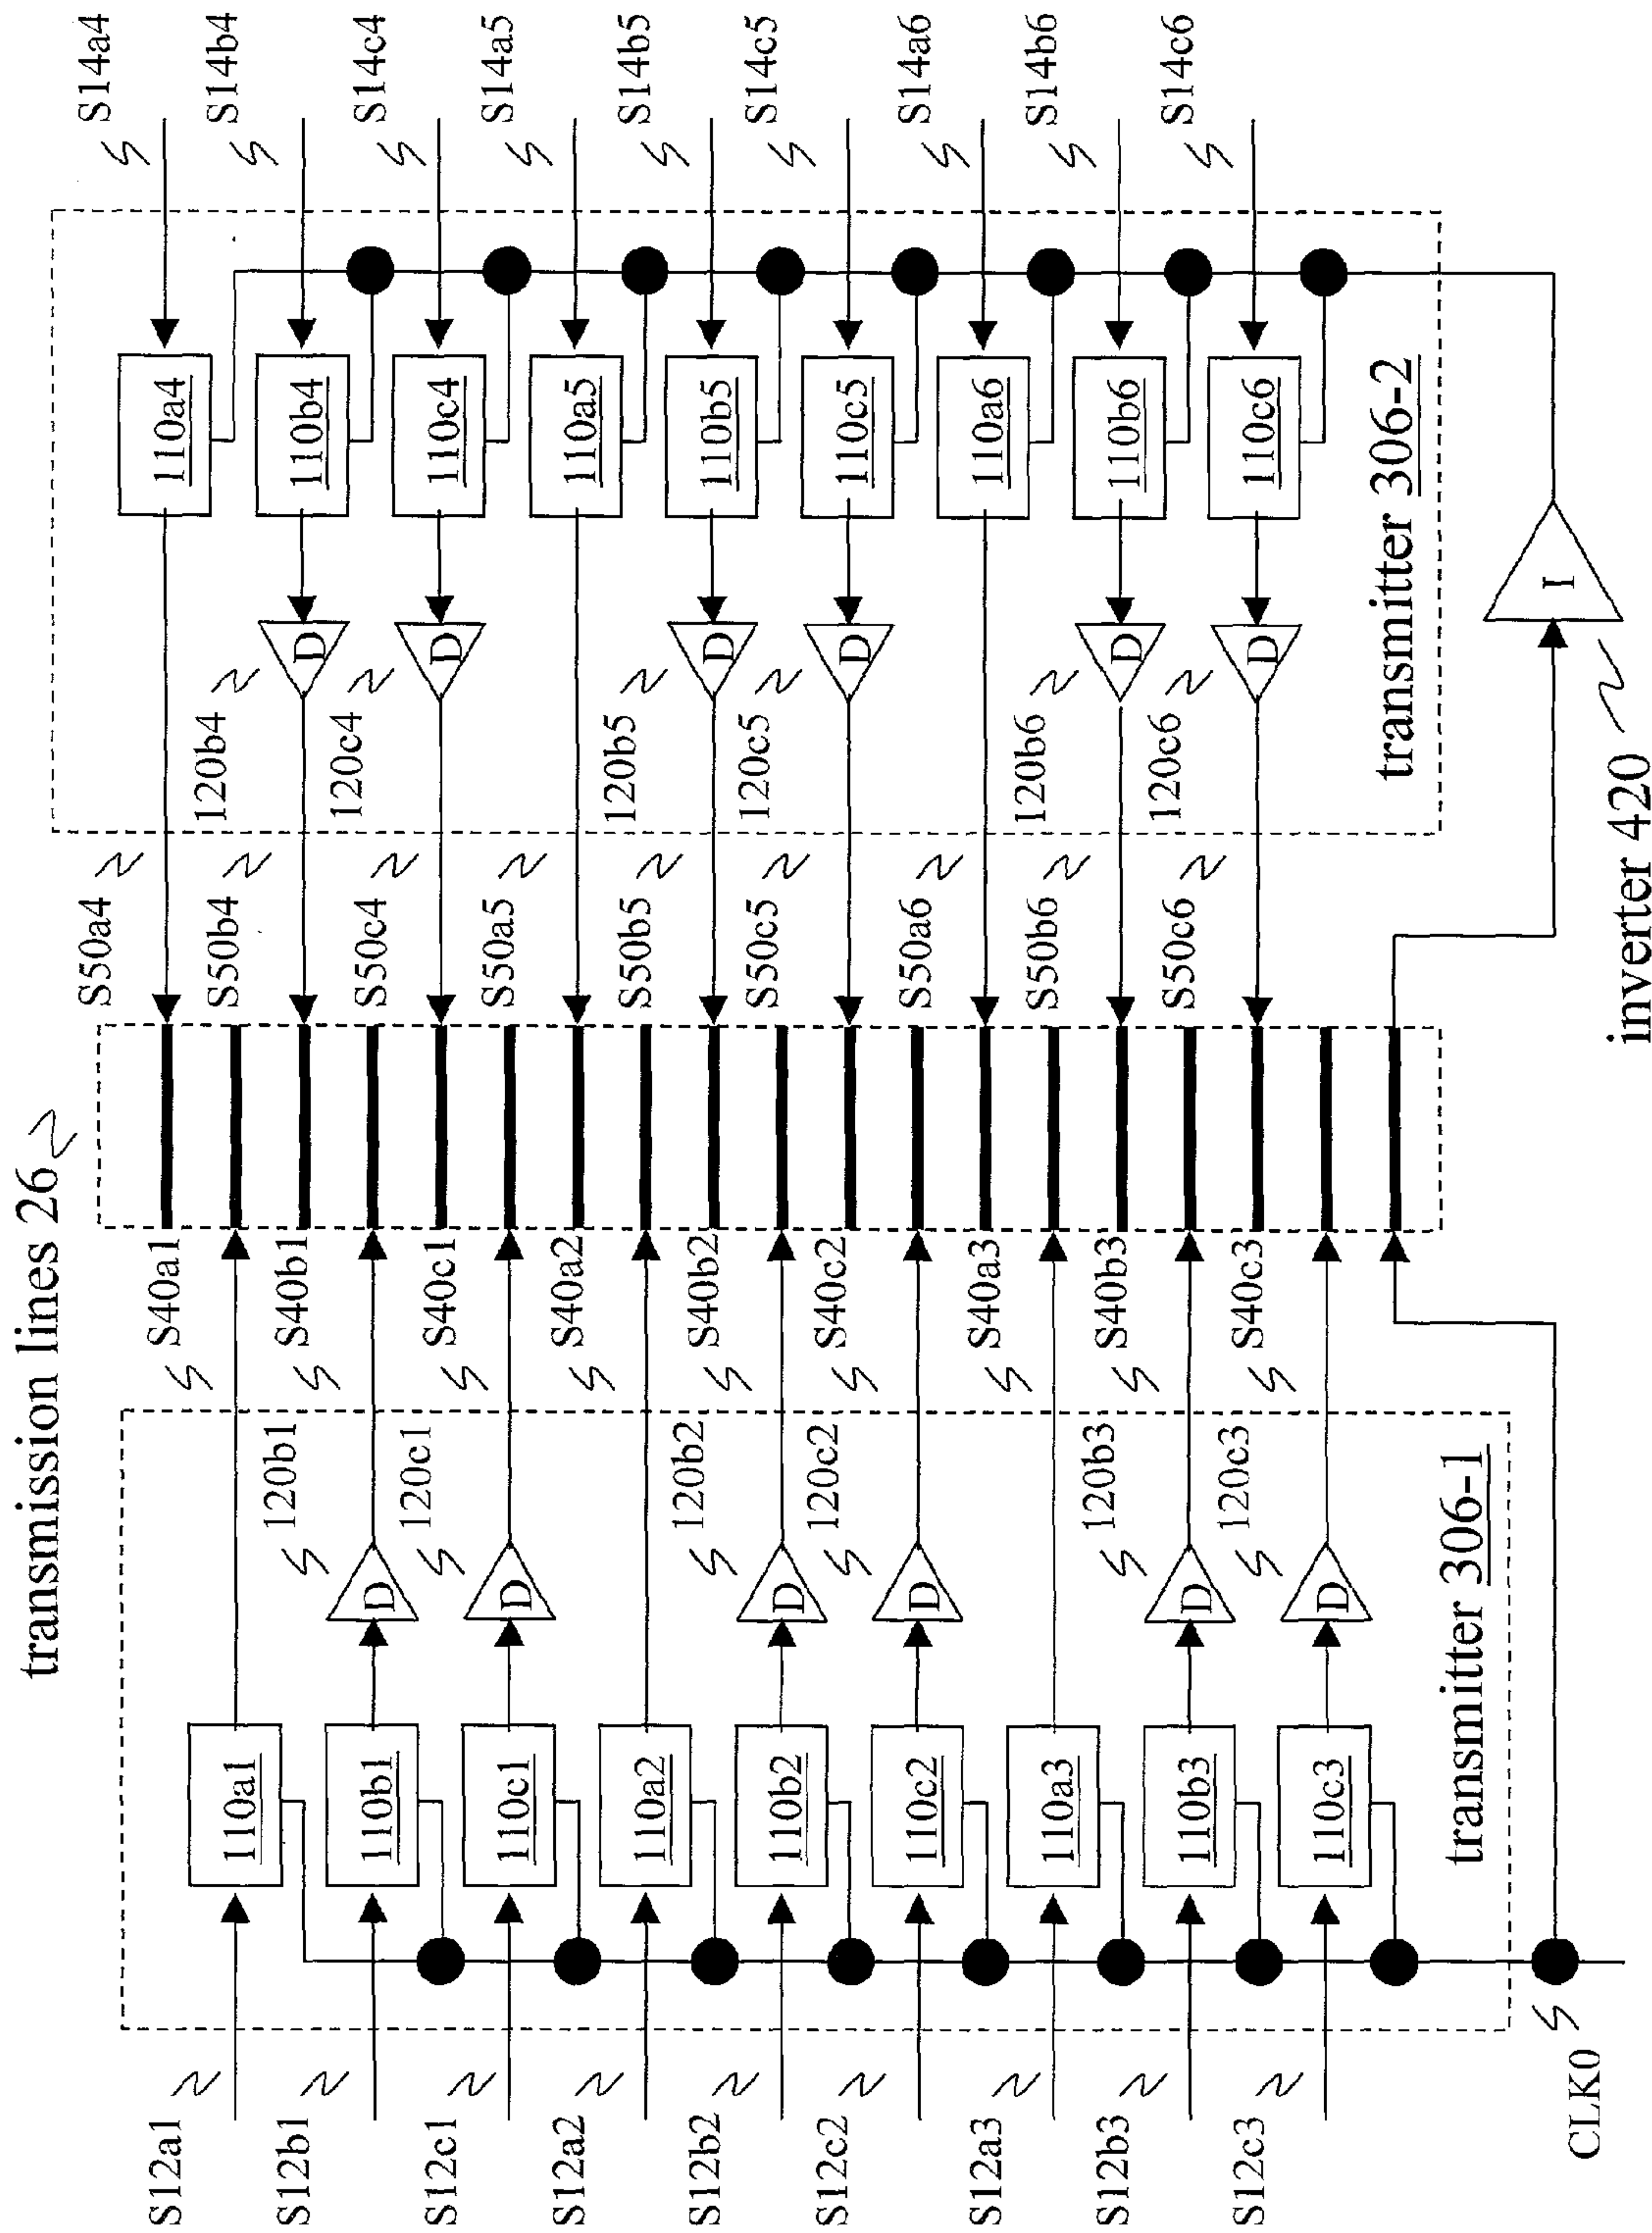 transmission lines 26
S12a1
S12b1
S12c1
S12a2
S12b2
S12c2
S12a3
S12b3
S12c3
CLK0
110a1
110b1
110c1
110a2
110b2
110c2
110a3
110b3
110c3
D
D
D
D
D
D
120b1
120c1
120b2
120c2
120b3
120c3
transmitter 306-1
S40a1
S40b1
S40c1
S40a2
S40b2
S40c2
S40a3
S40b3
S40c3
S50a4
S50b4
S50c4
S50a5
S50b5
S50c5
S50a6
S50b6
S50c6
120b4
120c4
120b5
120c5
120b6
120c6
D
D
D
D
D
D
110a4
110b4
110c4
110a5
110b5
110c5
110a6
110b6
110c6
transmitter 306-2
S14a4
S14b4
S14c4
S14a5
S14b5
S14c5
S14a6
S14b6
S14c6
I
inverter 420